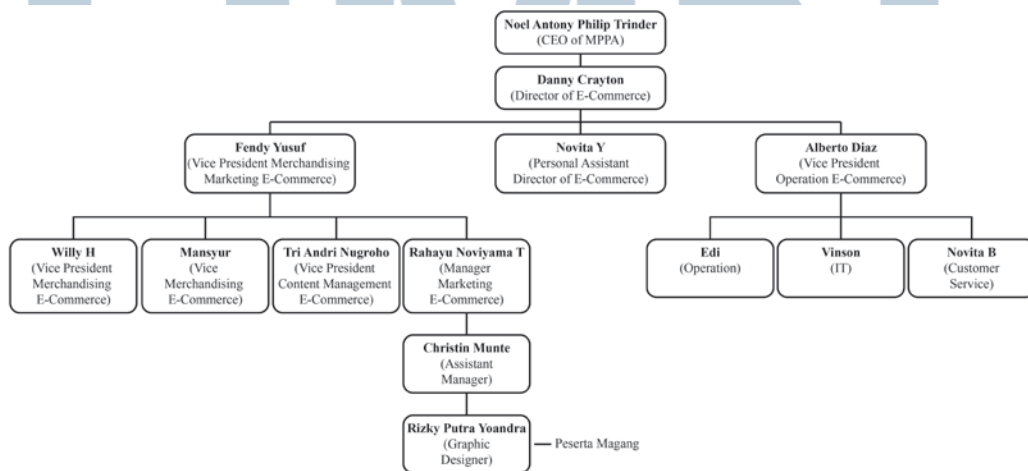 Noel Antony Philip Trinder
(CEO of MPPA)
Danny Crayton
(Director of E-Commerce)
Fendy Yusuf
(Vice President Merchandising
Marketing E-Commerce)
Novita Y
(Personal Assistant
Director of E-Commerce)
Alberto Diaz
(Vice President
Operation E-Commerce)
Willy H
(Vice President
Merchandising
E-Commerce)
Mansyur
(Vice
Merchandising
E-Commerce)
Tri Andri Nugroho
(Vice President
Content Management
E-Commerce)
Rahayu Noviyama T
(Manager
Marketing
E-Commerce)
Edi
(Operation)
Vinson
(IT)
Novita B
(Customer
Service)
Christin Munte
(Assistant
Manager)
Rizky Putra Yoandra
(Graphic
Designer)
Peserta Magang